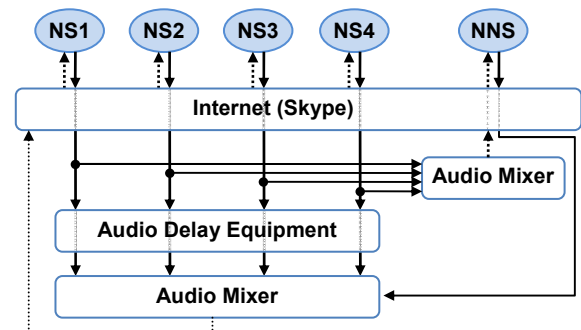 NS1 NS2 NS3 NS4 NNS
Internet (Skype)
Audio Mixer
Audio Delay Equipment
Audio Mixer